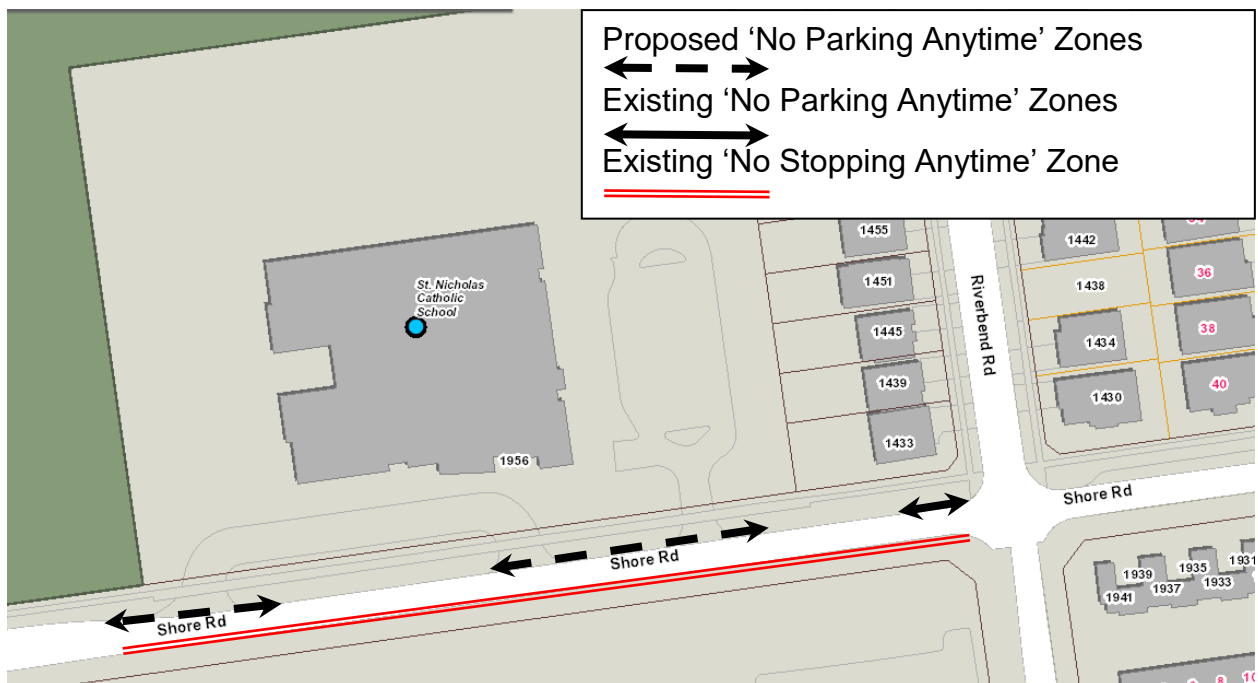 Proposed ‘No Parking Anytime’ Zones
Existing ‘No Parking Anytime’ Zones
Existing ‘No Stopping Anytime’ Zone
1455
1442
36
1451
1438
St. Nicholas
Catholic
School
Riverbend Rd
1445
1434
38
1439
1430
40
1433
1956
Shore Rd
Shore Rd
Shore Rd
1931
1935
1939
1933
1937
1941
8